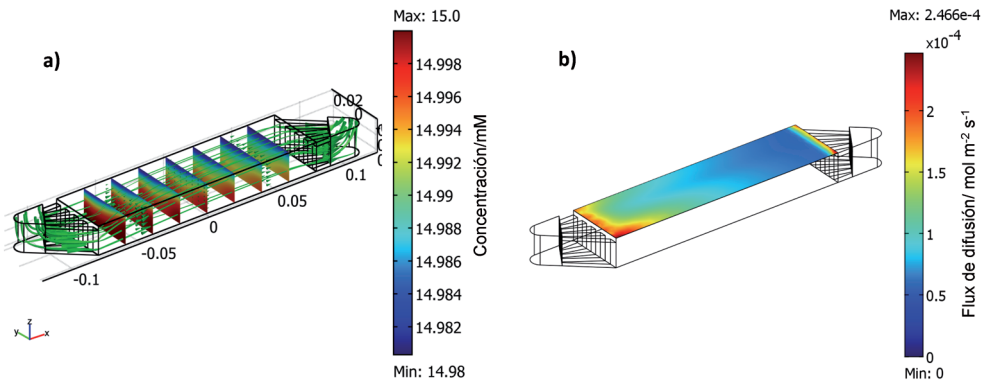 a)
Max: 15.0
14.998
14.996
14.994
14.992
14.990
14.988
14.986
14.984
14.982
Min: 14.98
Concentración/mM
0.02
0
0.1
0.05
0
-0.05
-0.1
y
z
x
b)
Max: 2.466e-4
x10⁻⁴
2
1.5
1
0.5
0
Min: 0
Flux de difusión/ mol m⁻² s⁻¹